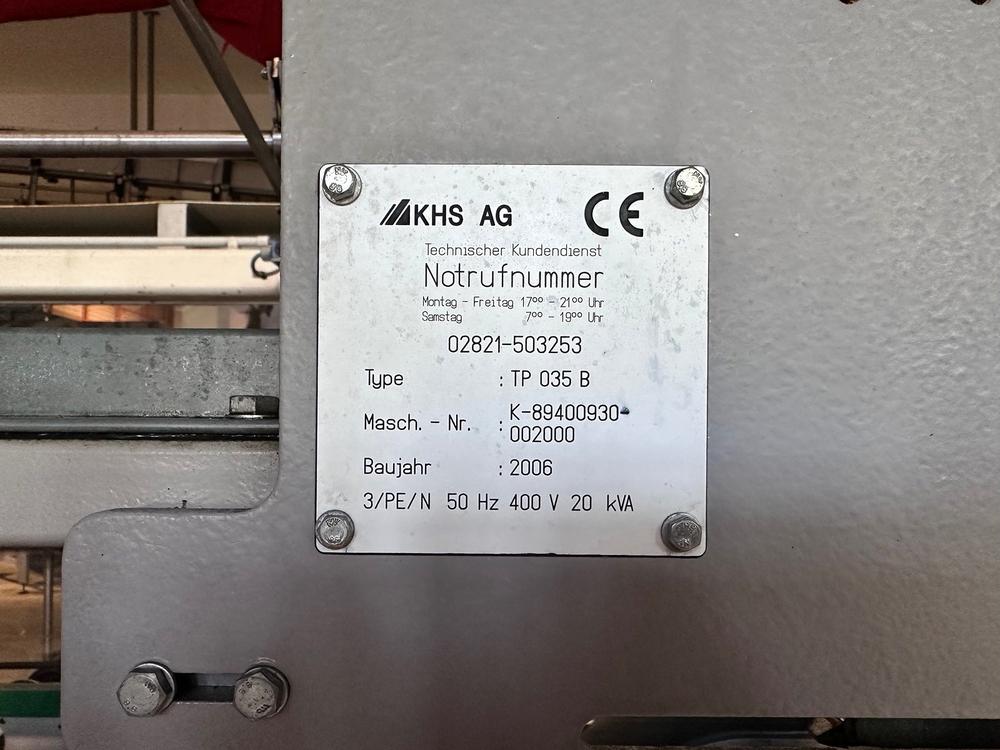 KHS AG CE
Technischer Kundendienst
Notrufnummer
Montag - Freitag 17⁰⁰ - 21⁰⁰ Uhr
Samstag 7⁰⁰ - 19⁰⁰ Uhr
02821-503253
Type : TP 035 B
Masch. - Nr. : K-89400930-
002000
Baujahr : 2006
3/PE/N 50 Hz 400 V 20 kVA